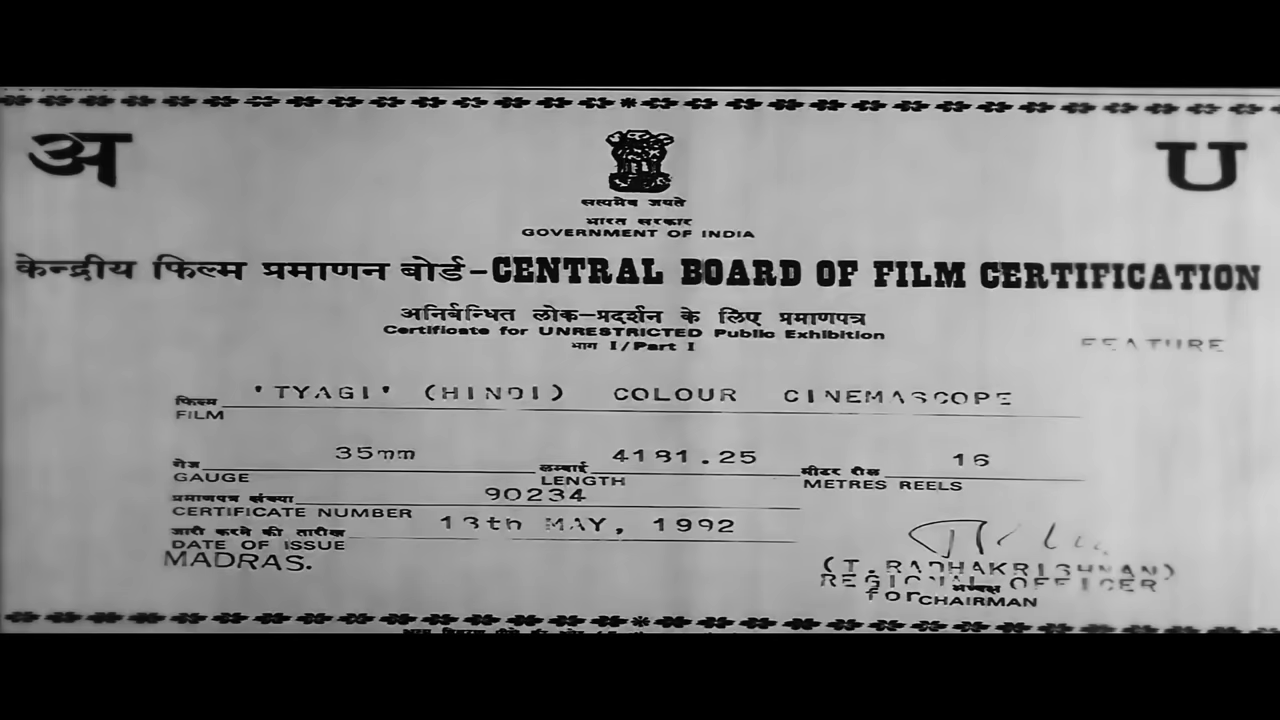 अ
U
सत्यमेव जयते
भारत सरकार
GOVERNMENT OF INDIA
केन्द्रीय फिल्म प्रमाणन बोर्ड-CENTRAL BOARD OF FILM CERTIFICATION
अनिर्बन्धित लोक-प्रदर्शन के लिए प्रमाणपत्र
Certificate for UNRESTRICTED Public Exhibition
भाग I/Part I
FEATURE
फिल्म 'TYAGI' (HINDI) COLOUR CINEMASCOPE
FILM
गेज 35mm लम्बाई 4181.25 मीटर रीस 16
GAUGE LENGTH METRES REELS
प्रमाणपत्र संख्या 90234
CERTIFICATE NUMBER
जारी करने की तारीख 13th MAY, 1992
DATE OF ISSUE
MADRAS.
(T.RADHAKRISHNAN)
REGIONAL OFFICER
अध्यक्ष
for CHAIRMAN